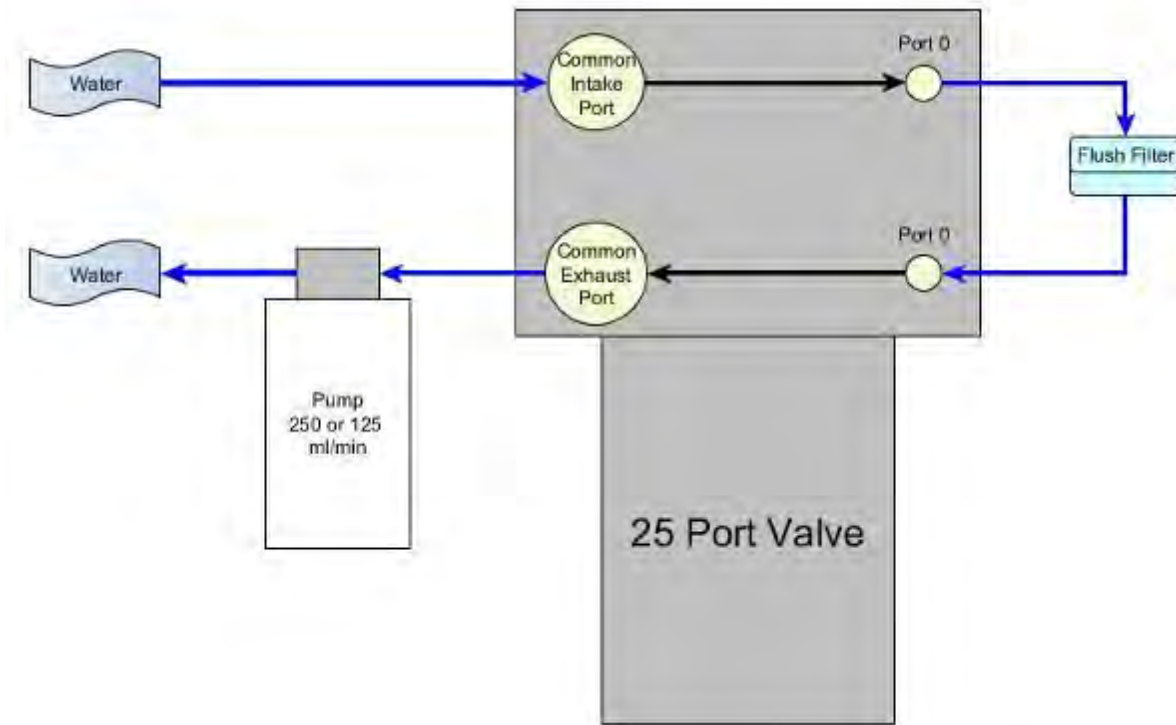 Water
Common
Intake
Port
Port 0
Flush Filter
Water
Common
Exhaust
Port
Port 0
Pump
250 or 125
ml/min
25 Port Valve